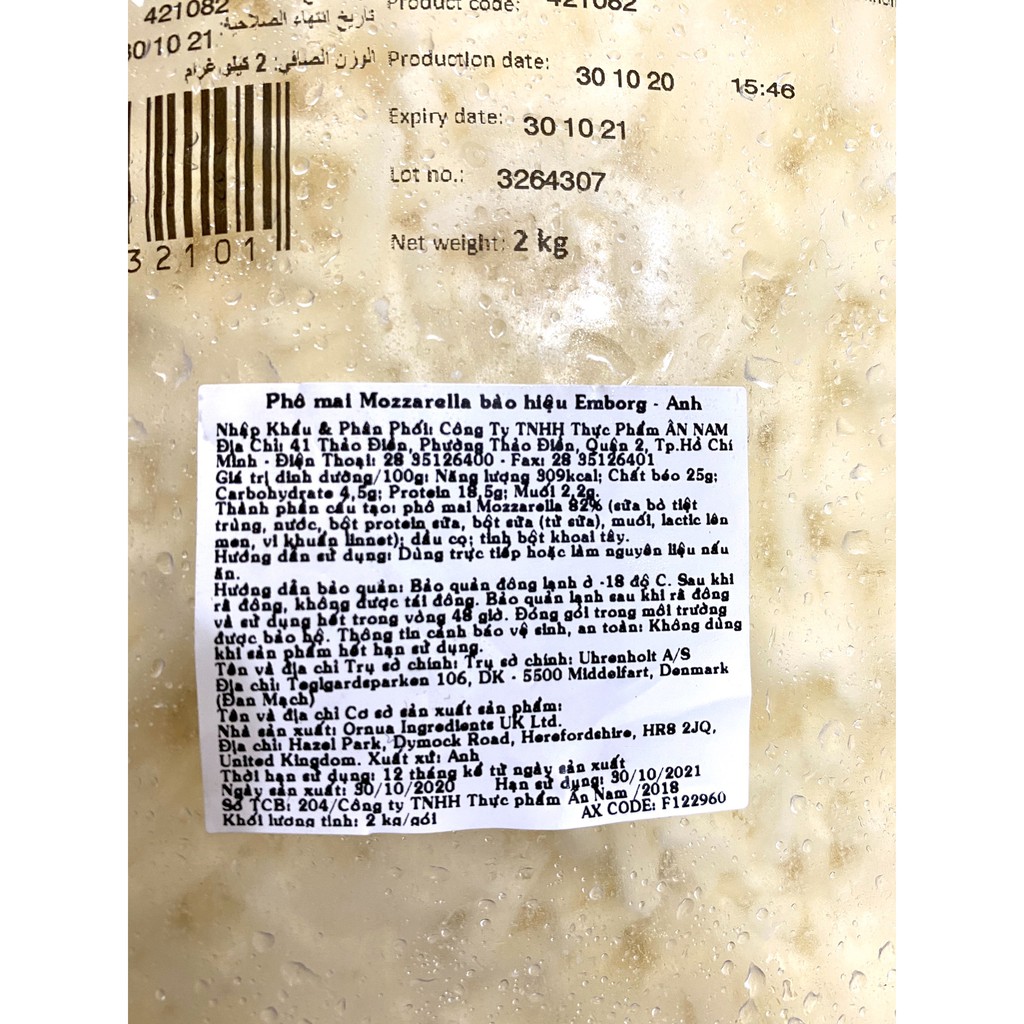 421082
تاريخ انتهاء الصلاحية:
30/10 21
الوزن الصافي: 2 كيلو غرام
32101
Product code: 421082
Production date: 30 10 20 15:46
Expiry date: 30 10 21
Lot no.: 3264307
Net weight: 2 kg
Phô mai Mozzarella bào hiệu Emborg - Anh
Nhập Khẩu & Phân Phối: Công Ty TNHH Thực Phẩm ÂN NAM
Địa Chỉ: 41 Thảo Điền, Phường Thảo Điền, Quận 2, Tp.Hồ Chí
Minh - Điện Thoại: 28 35126400 - Fax: 28 35126401
Giá trị dinh dưỡng/100g: Năng lượng 309kcal; Chất béo 25g;
Carbohydrate 4,5g; Protein 18,5g; Muối 2,2g.
Thành phần cấu tạo: phô mai Mozzarella 82% (sữa bò tiệt
trùng, nước, bột protein sữa, bột sữa (từ sữa), muối, lactic lên
men, vi khuẩn linnet); dầu cọ; tinh bột khoai tây.
Hướng dẫn sử dụng: Dùng trực tiếp hoặc làm nguyên liệu nấu
ăn.
Hướng dẫn bảo quản: Bảo quản đông lạnh ở -18 độ C. Sau khi
rã đông, không được tái đông. Bảo quản lạnh sau khi rã đông
và sử dụng hết trong vòng 48 giờ. Đóng gói trong môi trường
được bảo hộ. Thông tin cảnh báo vệ sinh, an toàn: Không dùng
khi sản phẩm hết hạn sử dụng.
Tên và địa chỉ Trụ sở chính: Trụ sở chính: Uhrenholt A/S
Địa chỉ: Teglgardsparken 106, DK - 5500 Middelfart, Denmark
(Đan Mạch)
Tên và địa chỉ Cơ sở sản xuất sản phẩm:
Nhà sản xuất: Ornua Ingredients UK Ltd.
Địa chỉ: Hazel Park, Dymock Road, Herefordshire, HR8 2JQ,
United Kingdom. Xuất xứ: Anh
Thời hạn sử dụng: 12 tháng kể từ ngày sản xuất
Ngày sản xuất: 30/10/2020 Hạn sử dụng: 30/10/2021
Số TCB: 204/Công ty TNHH Thực phẩm Ân Nam /2018
Khối lượng tịnh: 2 kg/gói AX CODE: F122960